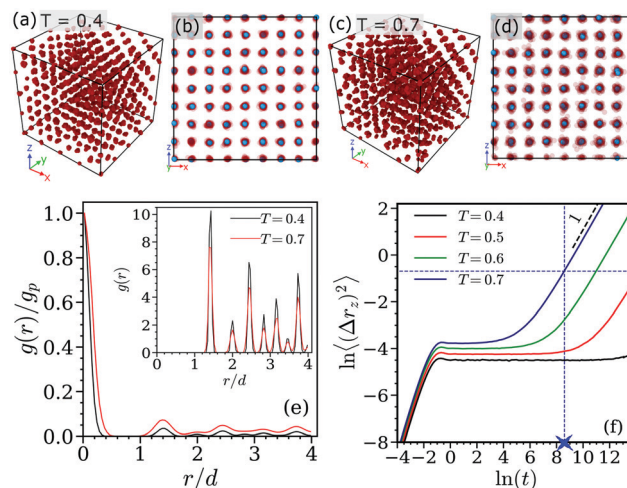 (a) T = 0.4 (b) (c) T = 0.7 (d)
z y x
z y x
z y x
z y x
1.0
0.8
0.6
0.4
0.2
0.0
g(r)/g_p
0 1 2 3 4
r/d
(e)
T = 0.4
T = 0.7
10
8
6
4
2
0
g(r)
0 1 2 3 4
r/d
T = 0.4
T = 0.5
T = 0.6
T = 0.7
1
2
0
−2
−4
−6
−8
ln⟨(Δr_z)²⟩
−4 −2 0 2 4 6 8 10 12
ln(t)
(f)